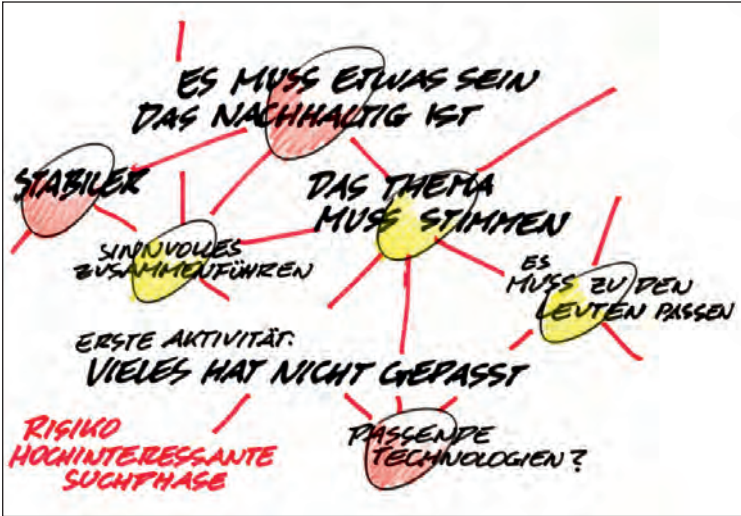 ES MUSS ETWAS SEIN
DAS NACHHALTIG IST
STABILER
DAS THEMA
MUSS STIMMEN
SINNVOLLES
ZUSAMMENFÜHREN
ES
MUSS ZU DEN
LEUTEN PASSEN
ERSTE AKTIVITÄT:
VIELES HAT NICHT GEPASST
RISIKO
HOCHINTERESSANTE
SUCHPHASE
PASSENDE
TECHNOLOGIEN?